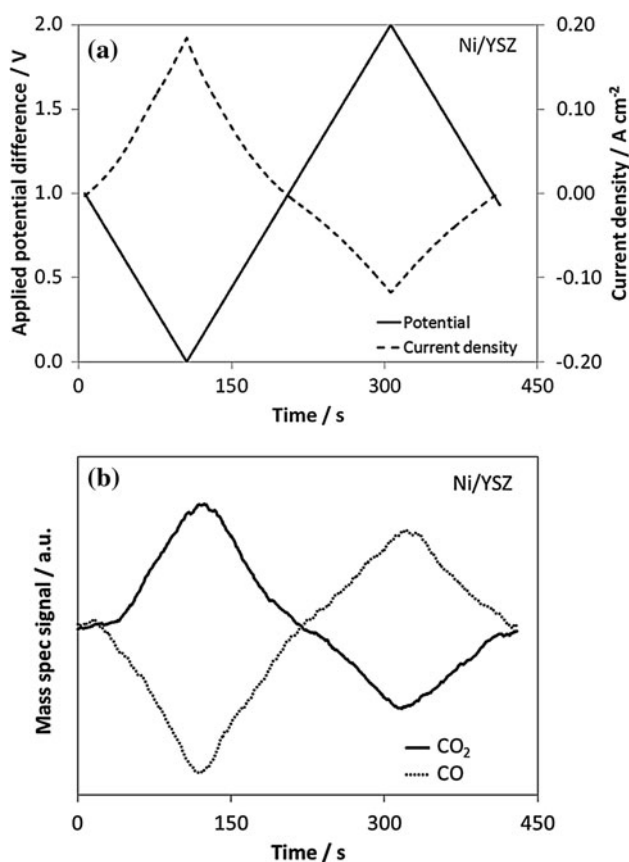 (a)
Ni/YSZ
Applied potential difference / V
2.0
1.5
1.0
0.5
0.0
Current density / A cm⁻²
0.20
0.10
0.00
-0.10
-0.20
Potential
Current density
0 150 300 450
Time / s
(b)
Ni/YSZ
Mass spec signal / a.u.
CO₂
CO
0 150 300 450
Time / s